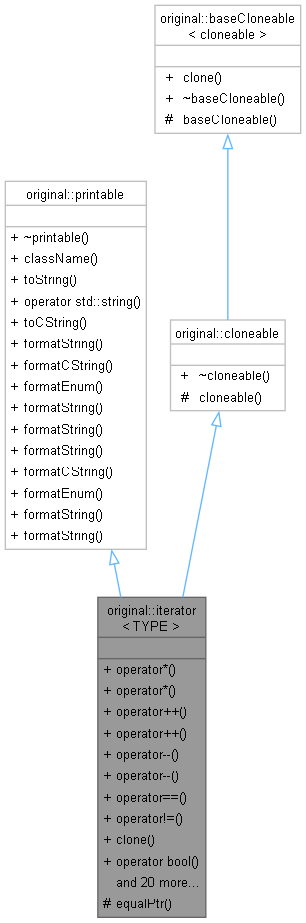 original::baseCloneable
< cloneable >
+ clone()
+ ~baseCloneable()
# baseCloneable()
original::printable
+ ~printable()
+ className()
+ toString()
+ operator std::string()
+ toCString()
+ formatString()
+ formatCString()
+ formatEnum()
+ formatString()
+ formatString()
+ formatString()
+ formatCString()
+ formatEnum()
+ formatString()
+ formatString()
original::cloneable
+ ~cloneable()
# cloneable()
original::iterator
< TYPE >
+ operator*()
+ operator*()
+ operator++()
+ operator++()
+ operator--()
+ operator--()
+ operator==()
+ operator!=()
+ clone()
+ operator bool()
and 20 more...
# equalPtr()